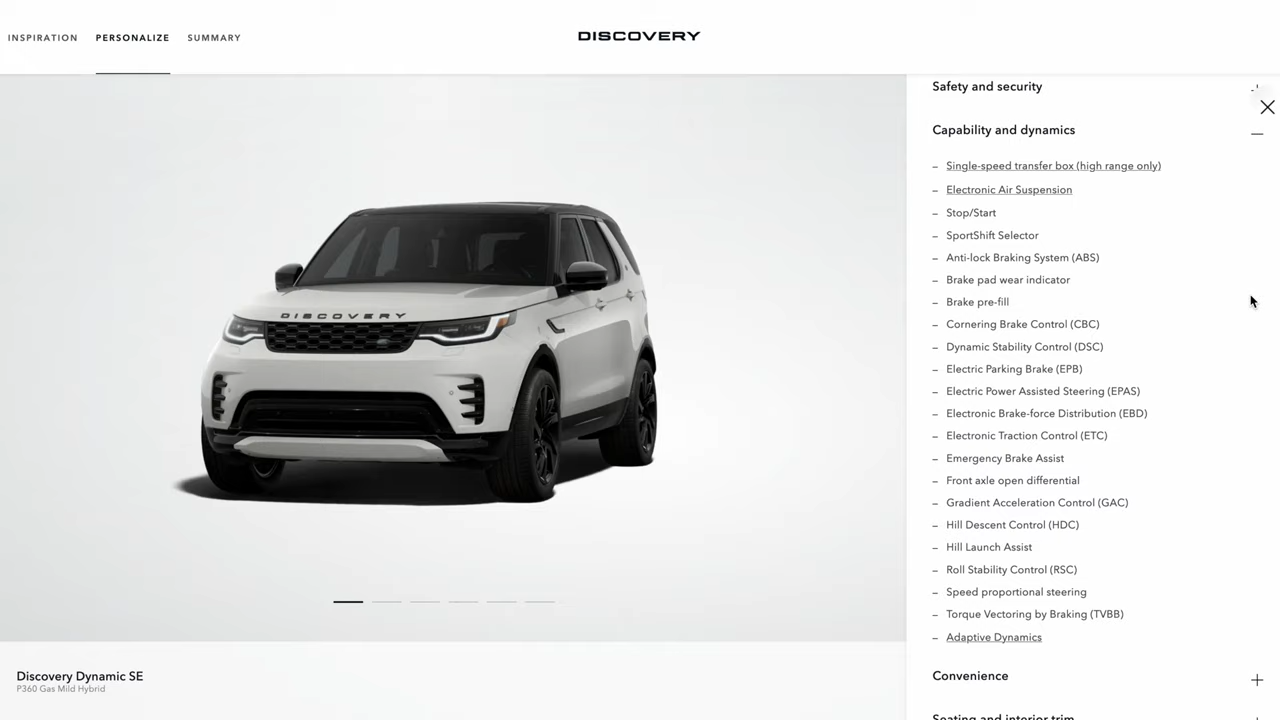 INSPIRATION
PERSONALIZE
SUMMARY
DISCOVERY
DISCOVERY
Discovery Dynamic SE
P360 Gas Mild Hybrid
Safety and security
Capability and dynamics
– Single-speed transfer box (high range only)
– Electronic Air Suspension
– Stop/Start
– SportShift Selector
– Anti-lock Braking System (ABS)
– Brake pad wear indicator
– Brake pre-fill
– Cornering Brake Control (CBC)
– Dynamic Stability Control (DSC)
– Electric Parking Brake (EPB)
– Electric Power Assisted Steering (EPAS)
– Electronic Brake-force Distribution (EBD)
– Electronic Traction Control (ETC)
– Emergency Brake Assist
– Front axle open differential
– Gradient Acceleration Control (GAC)
– Hill Descent Control (HDC)
– Hill Launch Assist
– Roll Stability Control (RSC)
– Speed proportional steering
– Torque Vectoring by Braking (TVBB)
– Adaptive Dynamics
Convenience
Seating and interior trim